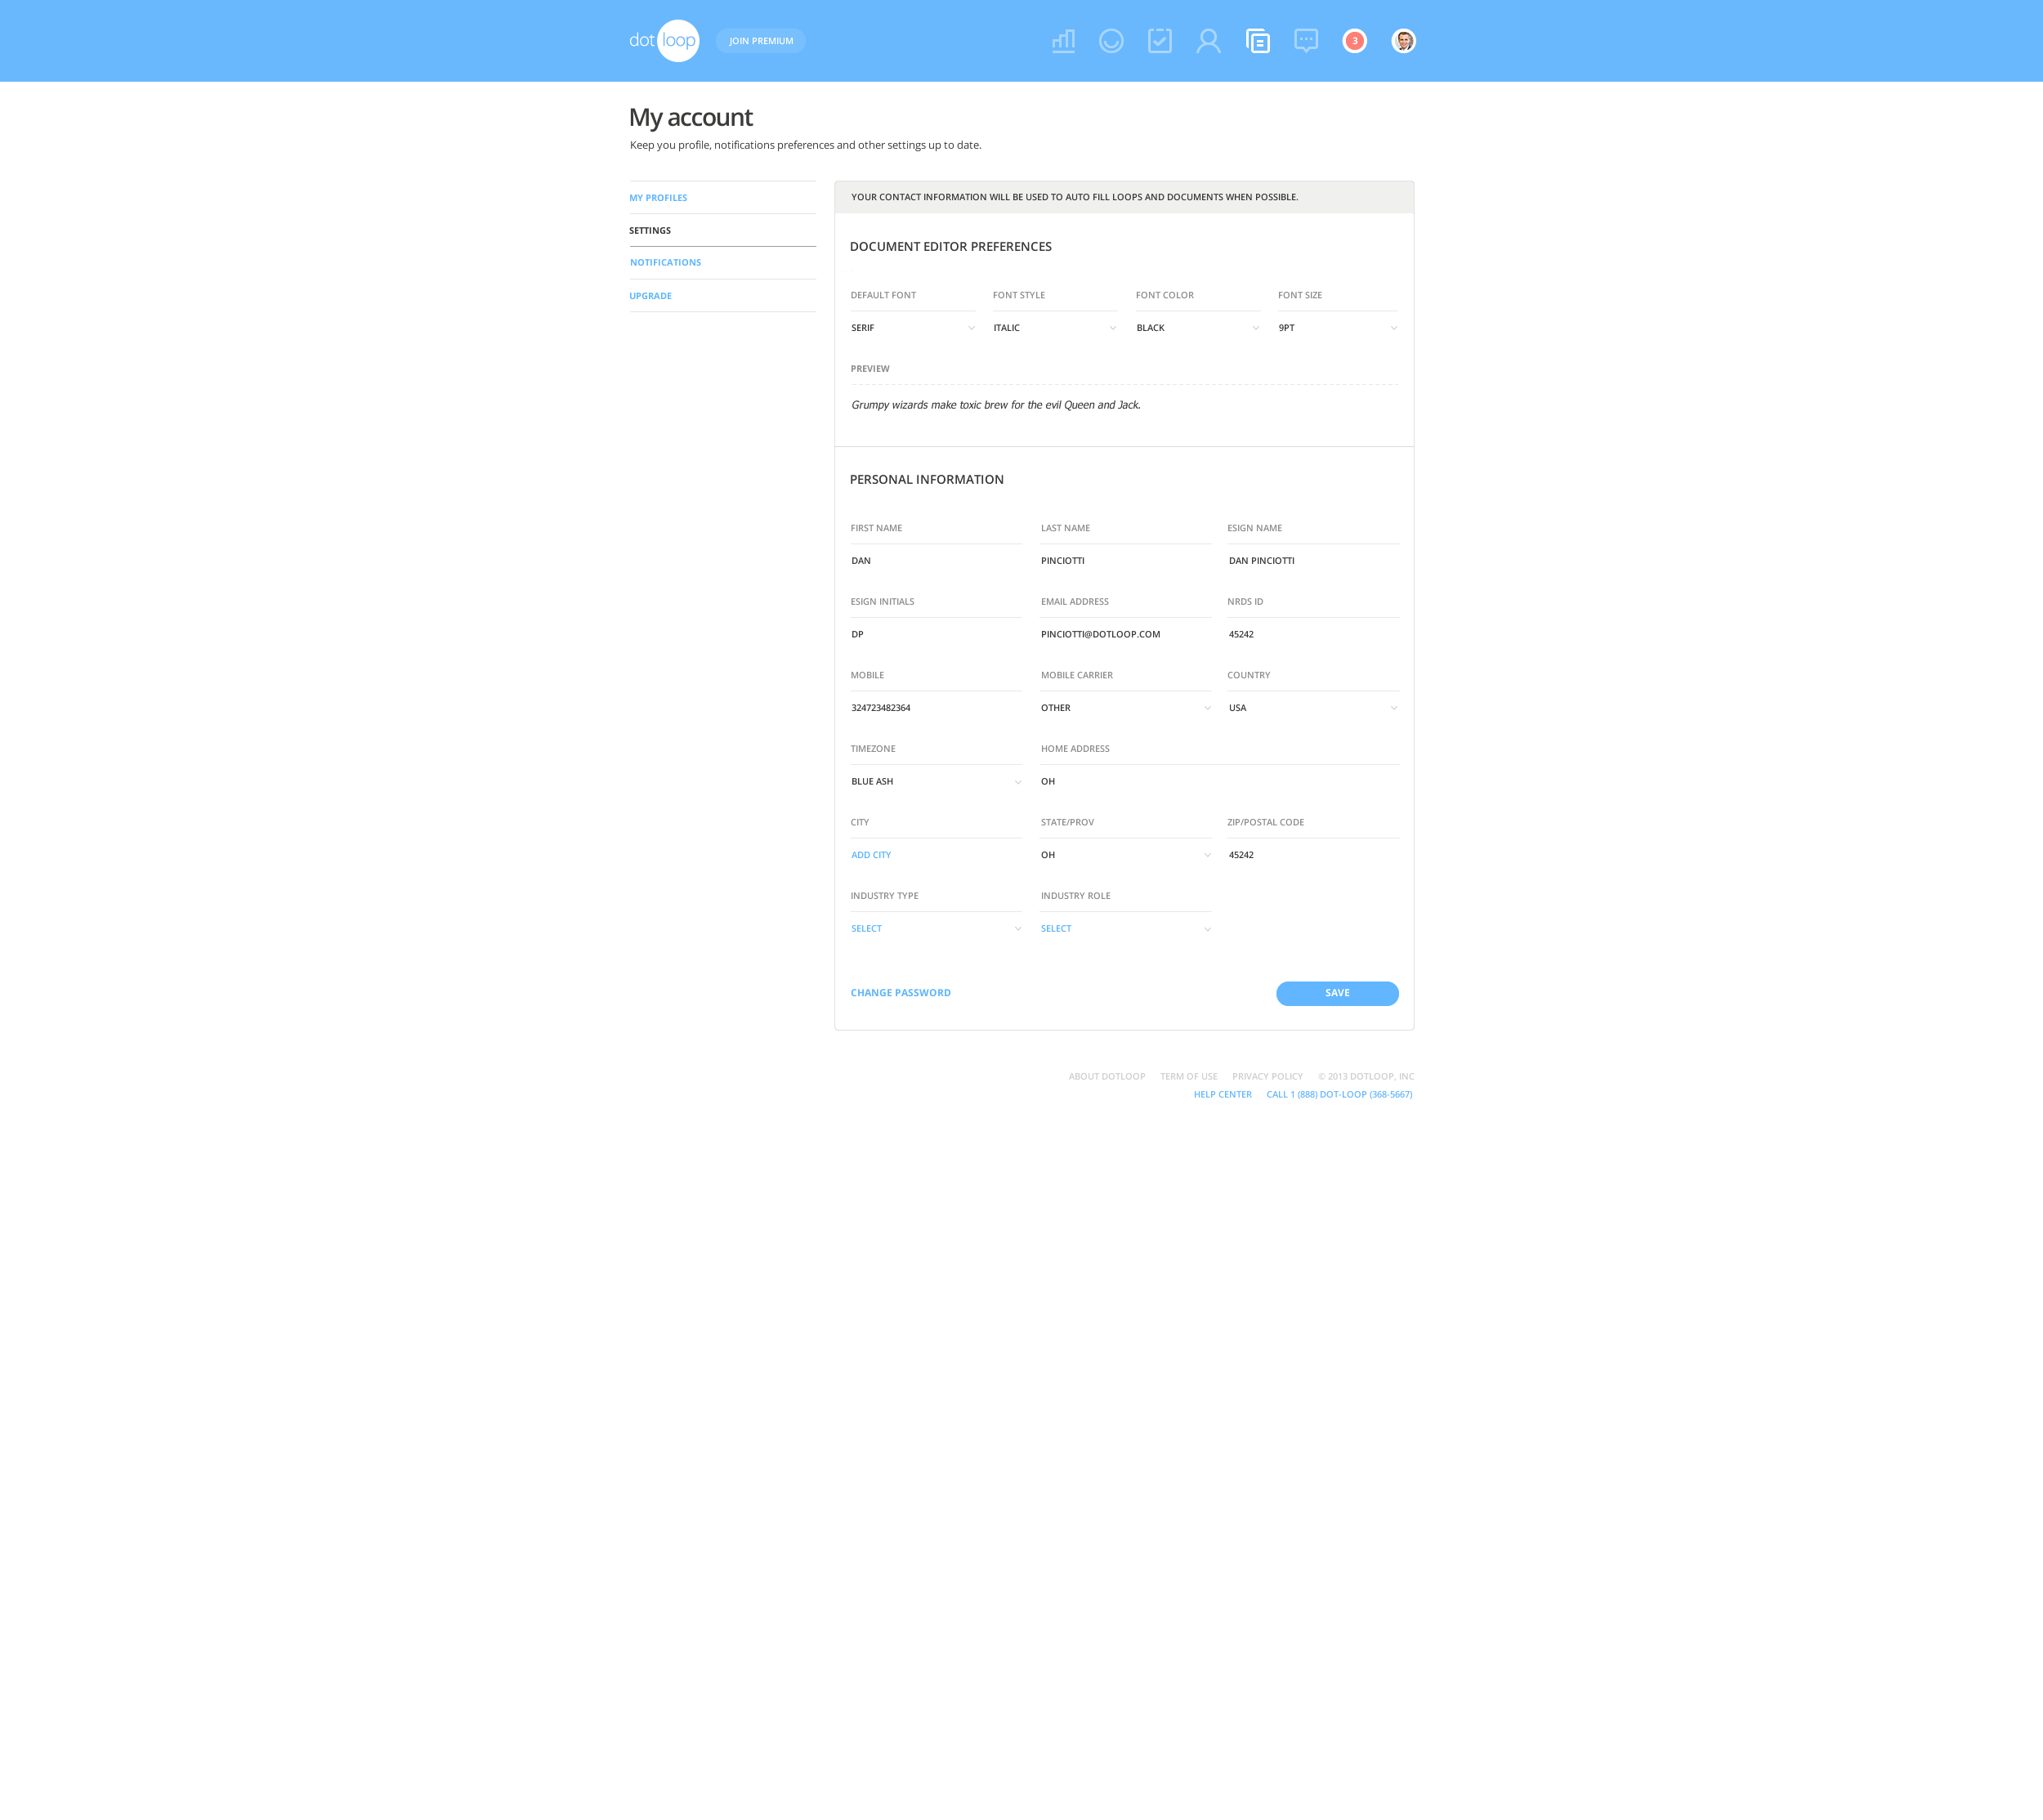 dot loop JOIN PREMIUM 3
My account
Keep you profile, notifications preferences and other settings up to date.
MY PROFILES
SETTINGS
NOTIFICATIONS
UPGRADE
YOUR CONTACT INFORMATION WILL BE USED TO AUTO FILL LOOPS AND DOCUMENTS WHEN POSSIBLE.
DOCUMENT EDITOR PREFERENCES
DEFAULT FONT FONT STYLE FONT COLOR FONT SIZE
SERIF ITALIC BLACK 9PT
PREVIEW
Grumpy wizards make toxic brew for the evil Queen and Jack.
PERSONAL INFORMATION
FIRST NAME LAST NAME ESIGN NAME
DAN PINCIOTTI DAN PINCIOTTI
ESIGN INITIALS EMAIL ADDRESS NRDS ID
DP PINCIOTTI@DOTLOOP.COM 45242
MOBILE MOBILE CARRIER COUNTRY
324723482364 OTHER USA
TIMEZONE HOME ADDRESS
BLUE ASH OH
CITY STATE/PROV ZIP/POSTAL CODE
ADD CITY OH 45242
INDUSTRY TYPE INDUSTRY ROLE
SELECT SELECT
CHANGE PASSWORD SAVE
ABOUT DOTLOOP TERM OF USE PRIVACY POLICY © 2013 DOTLOOP, INC
HELP CENTER CALL 1 (888) DOT-LOOP (368-5667)